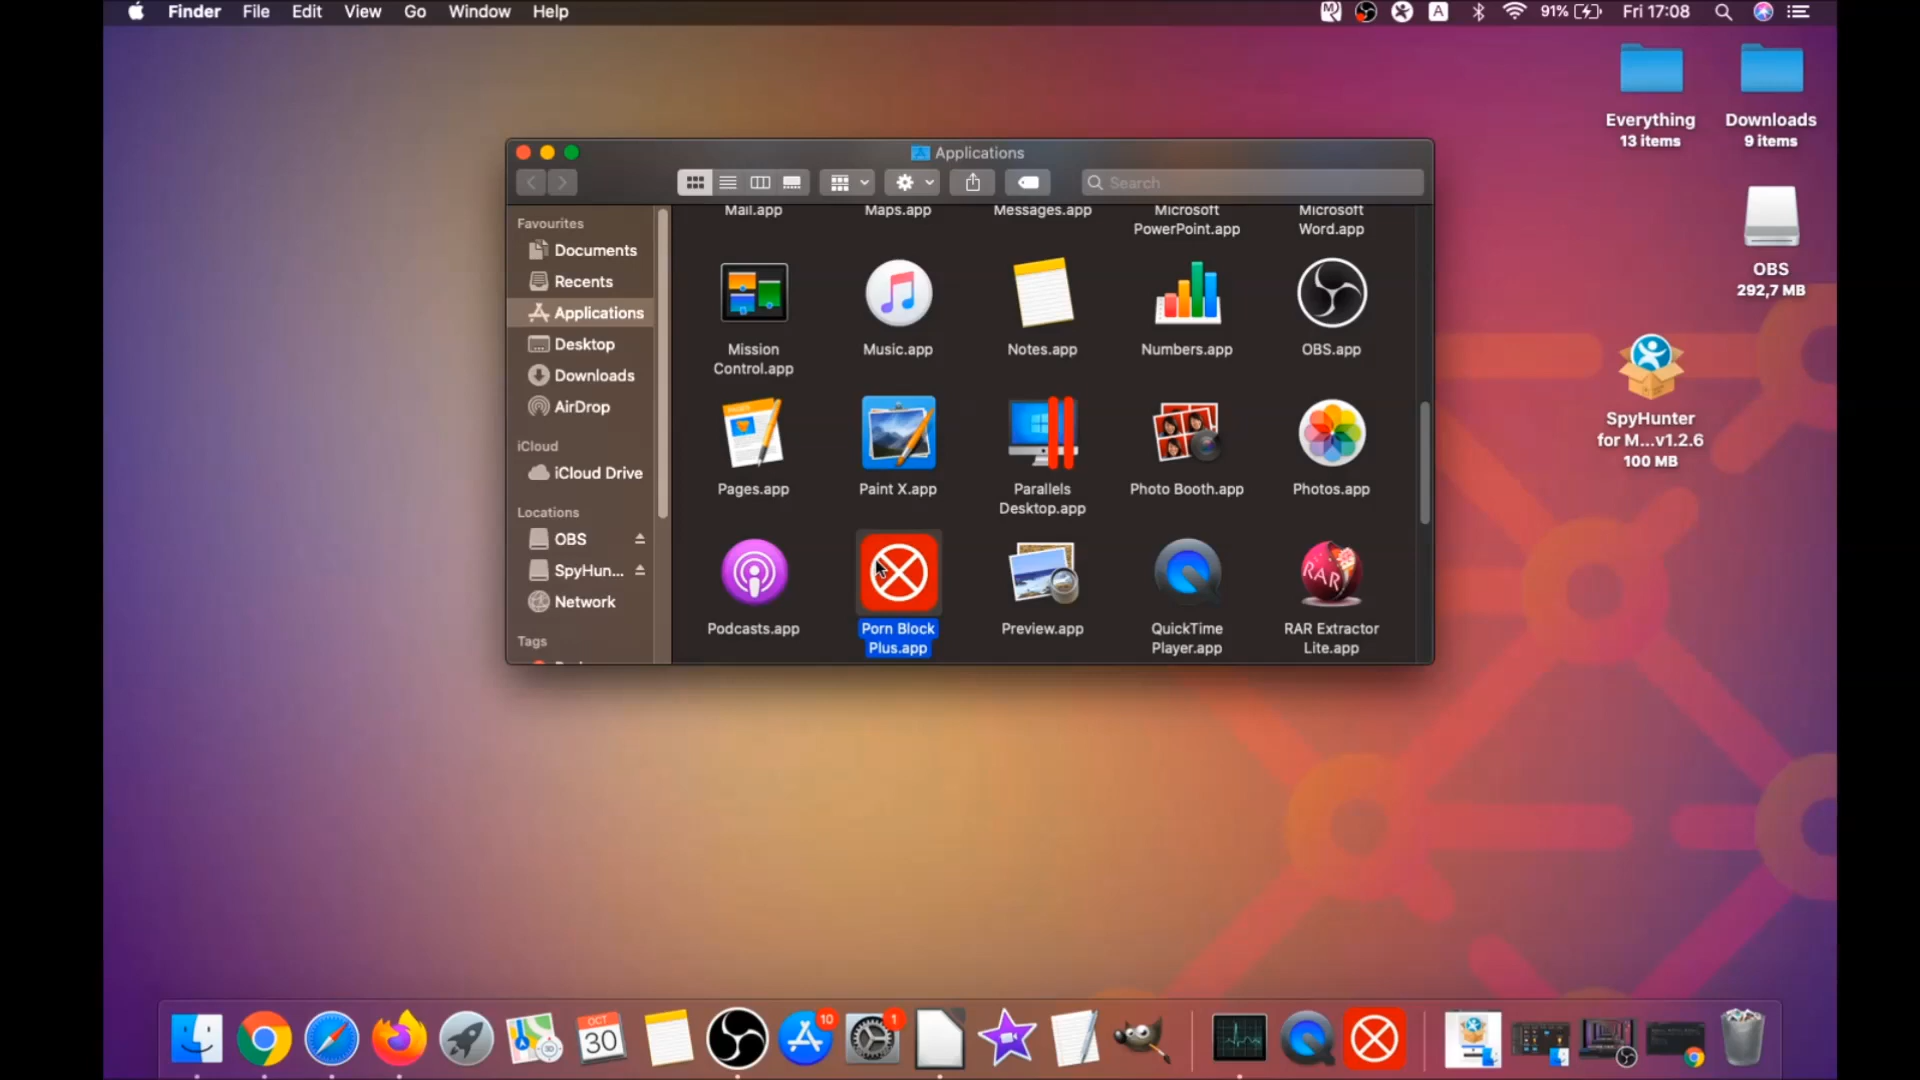 Finder File Edit View Go Window Help
A 91% Fri 17:08
Everything
13 items
Downloads
9 items
OBS
292,7 MB
SpyHunter
for M...v1.2.6
100 MB
Applications
Search
Favourites
Documents
Recents
Applications
Desktop
Downloads
AirDrop
iCloud
iCloud Drive
Locations
OBS
SpyHun...
Network
Tags
Mail.app
Maps.app
Messages.app
Microsoft
PowerPoint.app
Microsoft
Word.app
Mission
Control.app
Music.app
Notes.app
Numbers.app
OBS.app
Pages.app
Paint X.app
Parallels
Desktop.app
Photo Booth.app
Photos.app
Podcasts.app
Porn Block
Plus.app
Preview.app
QuickTime
Player.app
RAR
RAR Extractor
Lite.app
OCT
30
10
1
3D